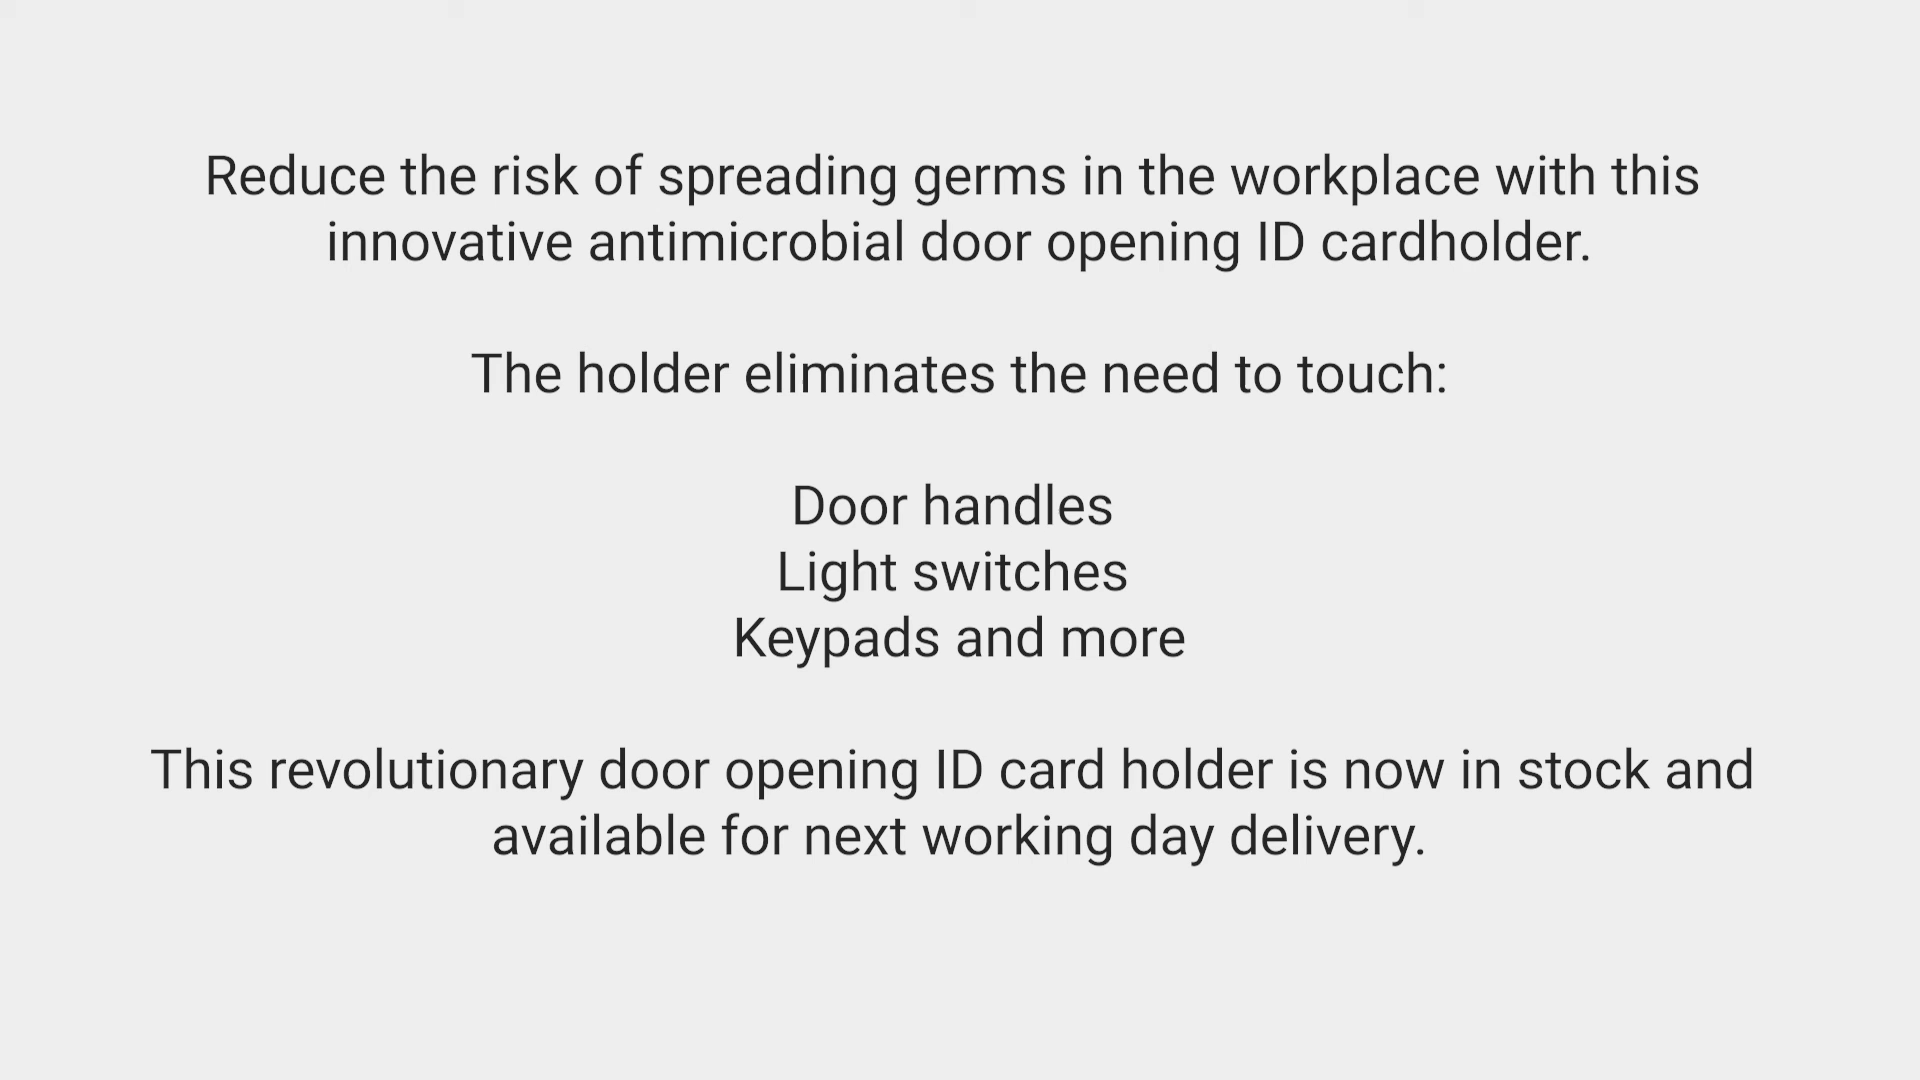 Reduce the risk of spreading germs in the workplace with this
innovative antimicrobial door opening ID cardholder.
The holder eliminates the need to touch:
Door handles
Light switches
Keypads and more
This revolutionary door opening ID card holder is now in stock and
available for next working day delivery.